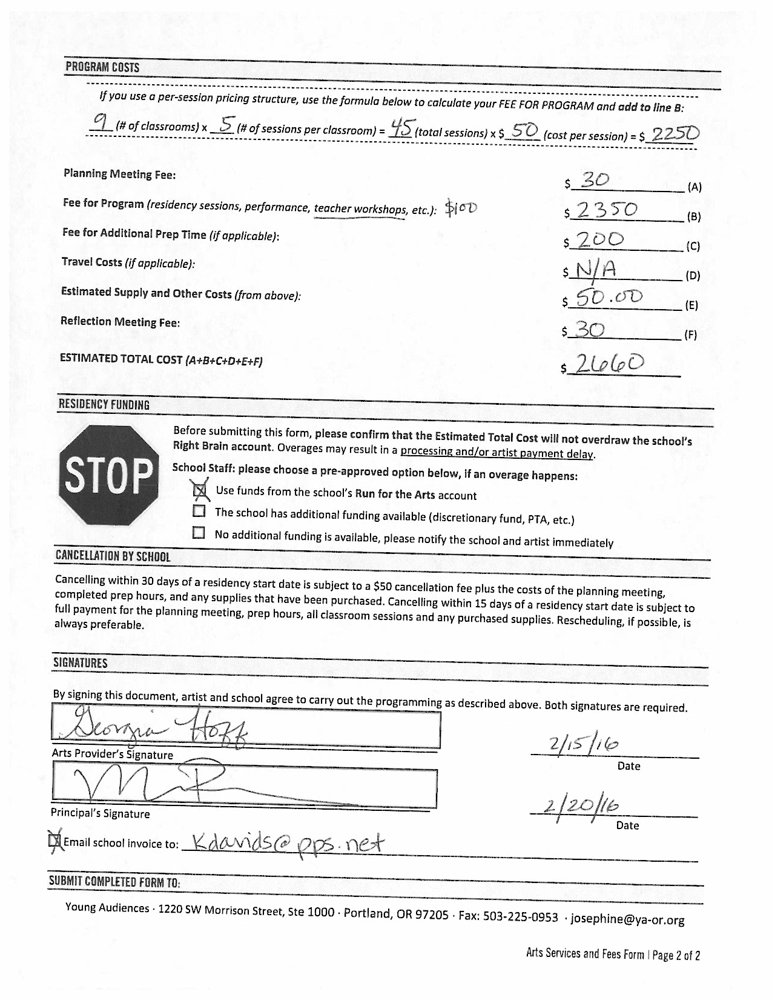 PROGRAM COSTS
If you use a per-session pricing structure, use the formula below to calculate your FEE FOR PROGRAM and add to line B:
9 (# of classrooms) x 5 (# of sessions per classroom) = 45 (total sessions) x $ 50 (cost per session) = $ 2250
Planning Meeting Fee: $ 30 (A)
Fee for Program (residency sessions, performance, teacher workshops, etc.): $100 $ 2350 (B)
Fee for Additional Prep Time (if applicable): $ 200 (C)
Travel Costs (if applicable): $ N/A (D)
Estimated Supply and Other Costs (from above): $ 50.00 (E)
Reflection Meeting Fee: $ 30 (F)
ESTIMATED TOTAL COST (A+B+C+D+E+F) $ 2660
RESIDENCY FUNDING
STOP
Before submitting this form, please confirm that the Estimated Total Cost will not overdraw the school's
Right Brain account. Overages may result in a processing and/or artist payment delay.
School Staff: please choose a pre-approved option below, if an overage happens:
Use funds from the school's Run for the Arts account
The school has additional funding available (discretionary fund, PTA, etc.)
No additional funding is available, please notify the school and artist immediately
CANCELLATION BY SCHOOL
Cancelling within 30 days of a residency start date is subject to a $50 cancellation fee plus the costs of the planning meeting,
completed prep hours, and any supplies that have been purchased. Cancelling within 15 days of a residency start date is subject to
full payment for the planning meeting, prep hours, all classroom sessions and any purchased supplies. Rescheduling, if possible, is
always preferable.
SIGNATURES
By signing this document, artist and school agree to carry out the programming as described above. Both signatures are required.
Georgia Hoff 2/15/16
Arts Provider's Signature Date
2/20/16
Principal's Signature Date
Email school invoice to: Kdavids@pps.net
SUBMIT COMPLETED FORM TO:
Young Audiences · 1220 SW Morrison Street, Ste 1000 · Portland, OR 97205 · Fax: 503-225-0953 · josephine@ya-or.org
Arts Services and Fees Form | Page 2 of 2